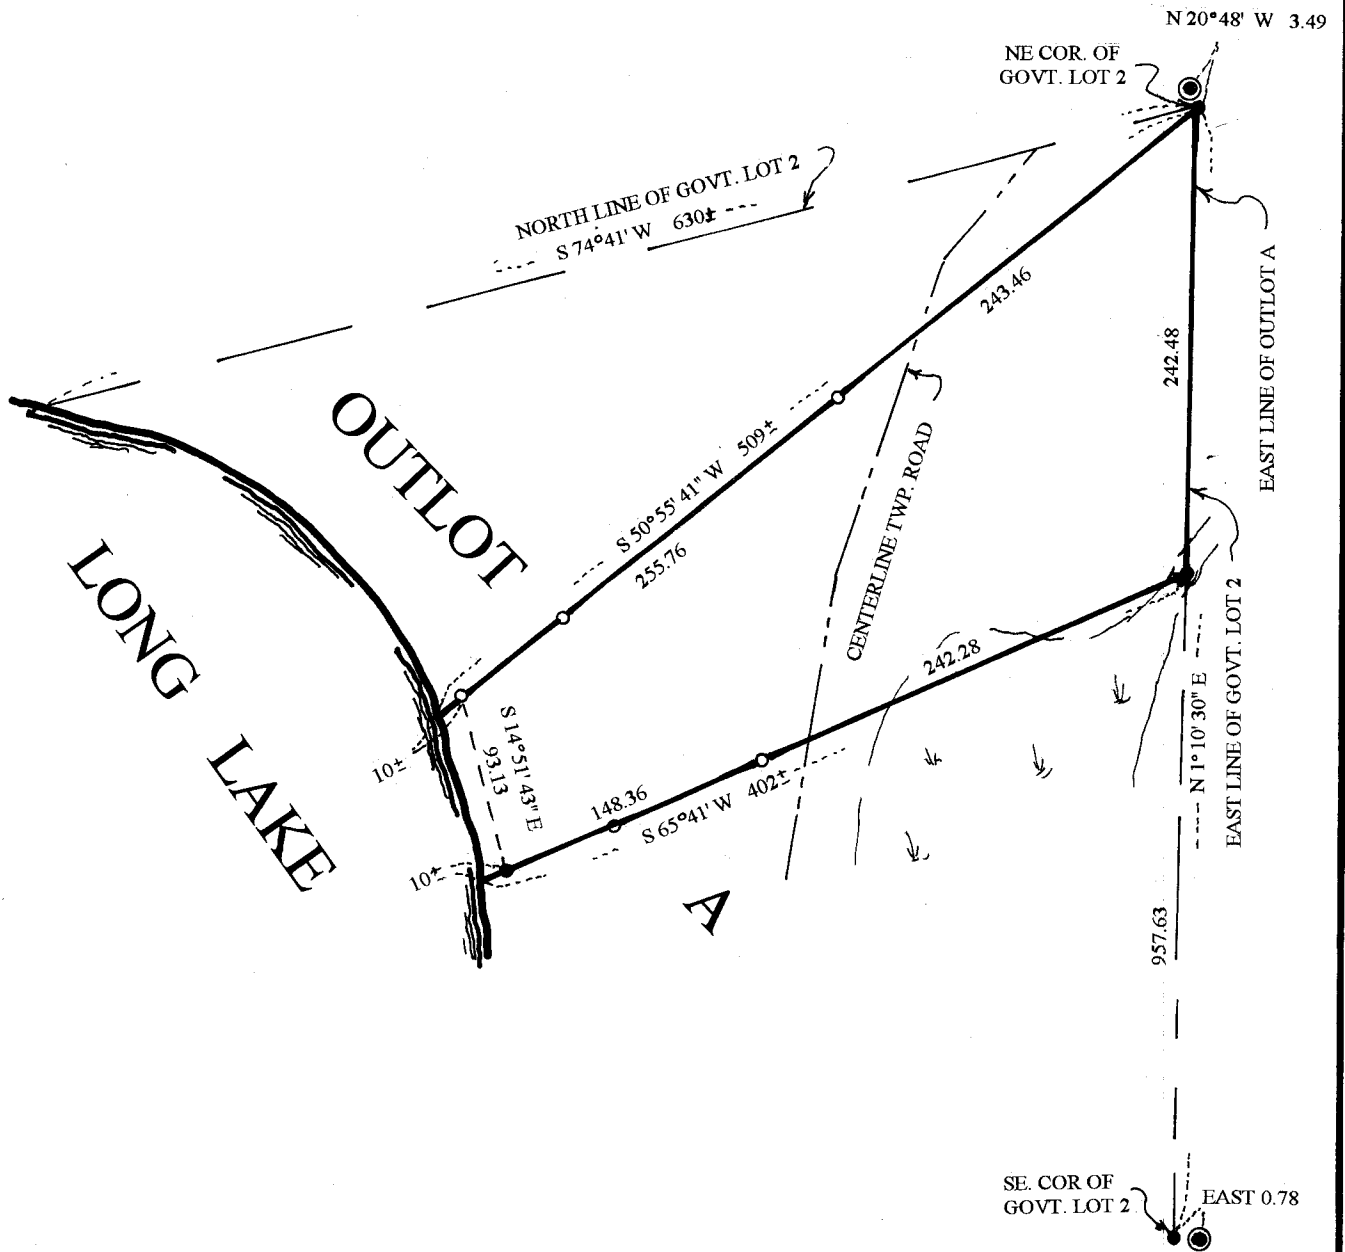 N 20°48' W 3.49
NE COR. OF
GOVT. LOT 2
NORTH LINE OF GOVT. LOT 2
S 74°41' W 630±
243.46
242.48
EAST LINE OF OUTLOT A
OUTLOT
S 50°55'41" W 509±
255.76
CENTERLINE TWP. ROAD
LONG LAKE
S 14°51'43" E
93.13
10±
242.28
N 1°10'30" E
EAST LINE OF GOVT. LOT 2
148.36
S 65°41' W 402±
10±
A
957.63
SE. COR OF
GOVT. LOT 2
EAST 0.78